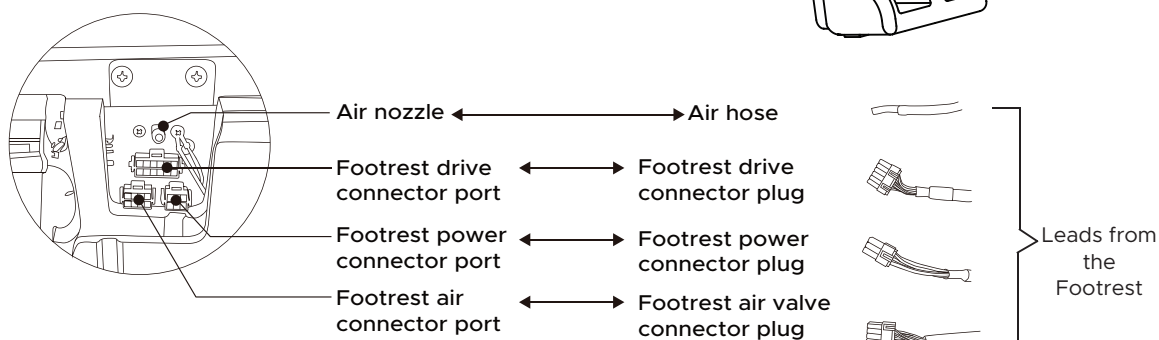 Air nozzle
Air hose
Footrest drive
connector port
Footrest drive
connector plug
Footrest power
connector port
Footrest power
connector plug
Footrest air
connector port
Footrest air valve
connector plug
Leads from
the
Footrest